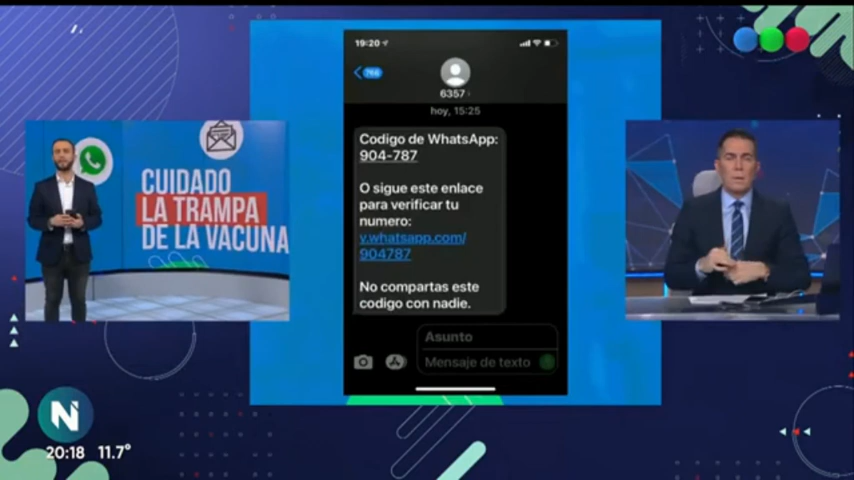 19:20
766
6357
hoy, 15:25
Codigo de WhatsApp:
904-787
O sigue este enlace
para verificar tu
numero:
v.whatsapp.com/
904787
No compartas este
codigo con nadie.
Asunto
Mensaje de texto
CUIDADO
LA TRAMPA
DE LA VACUNA
N
20:18 11.7°